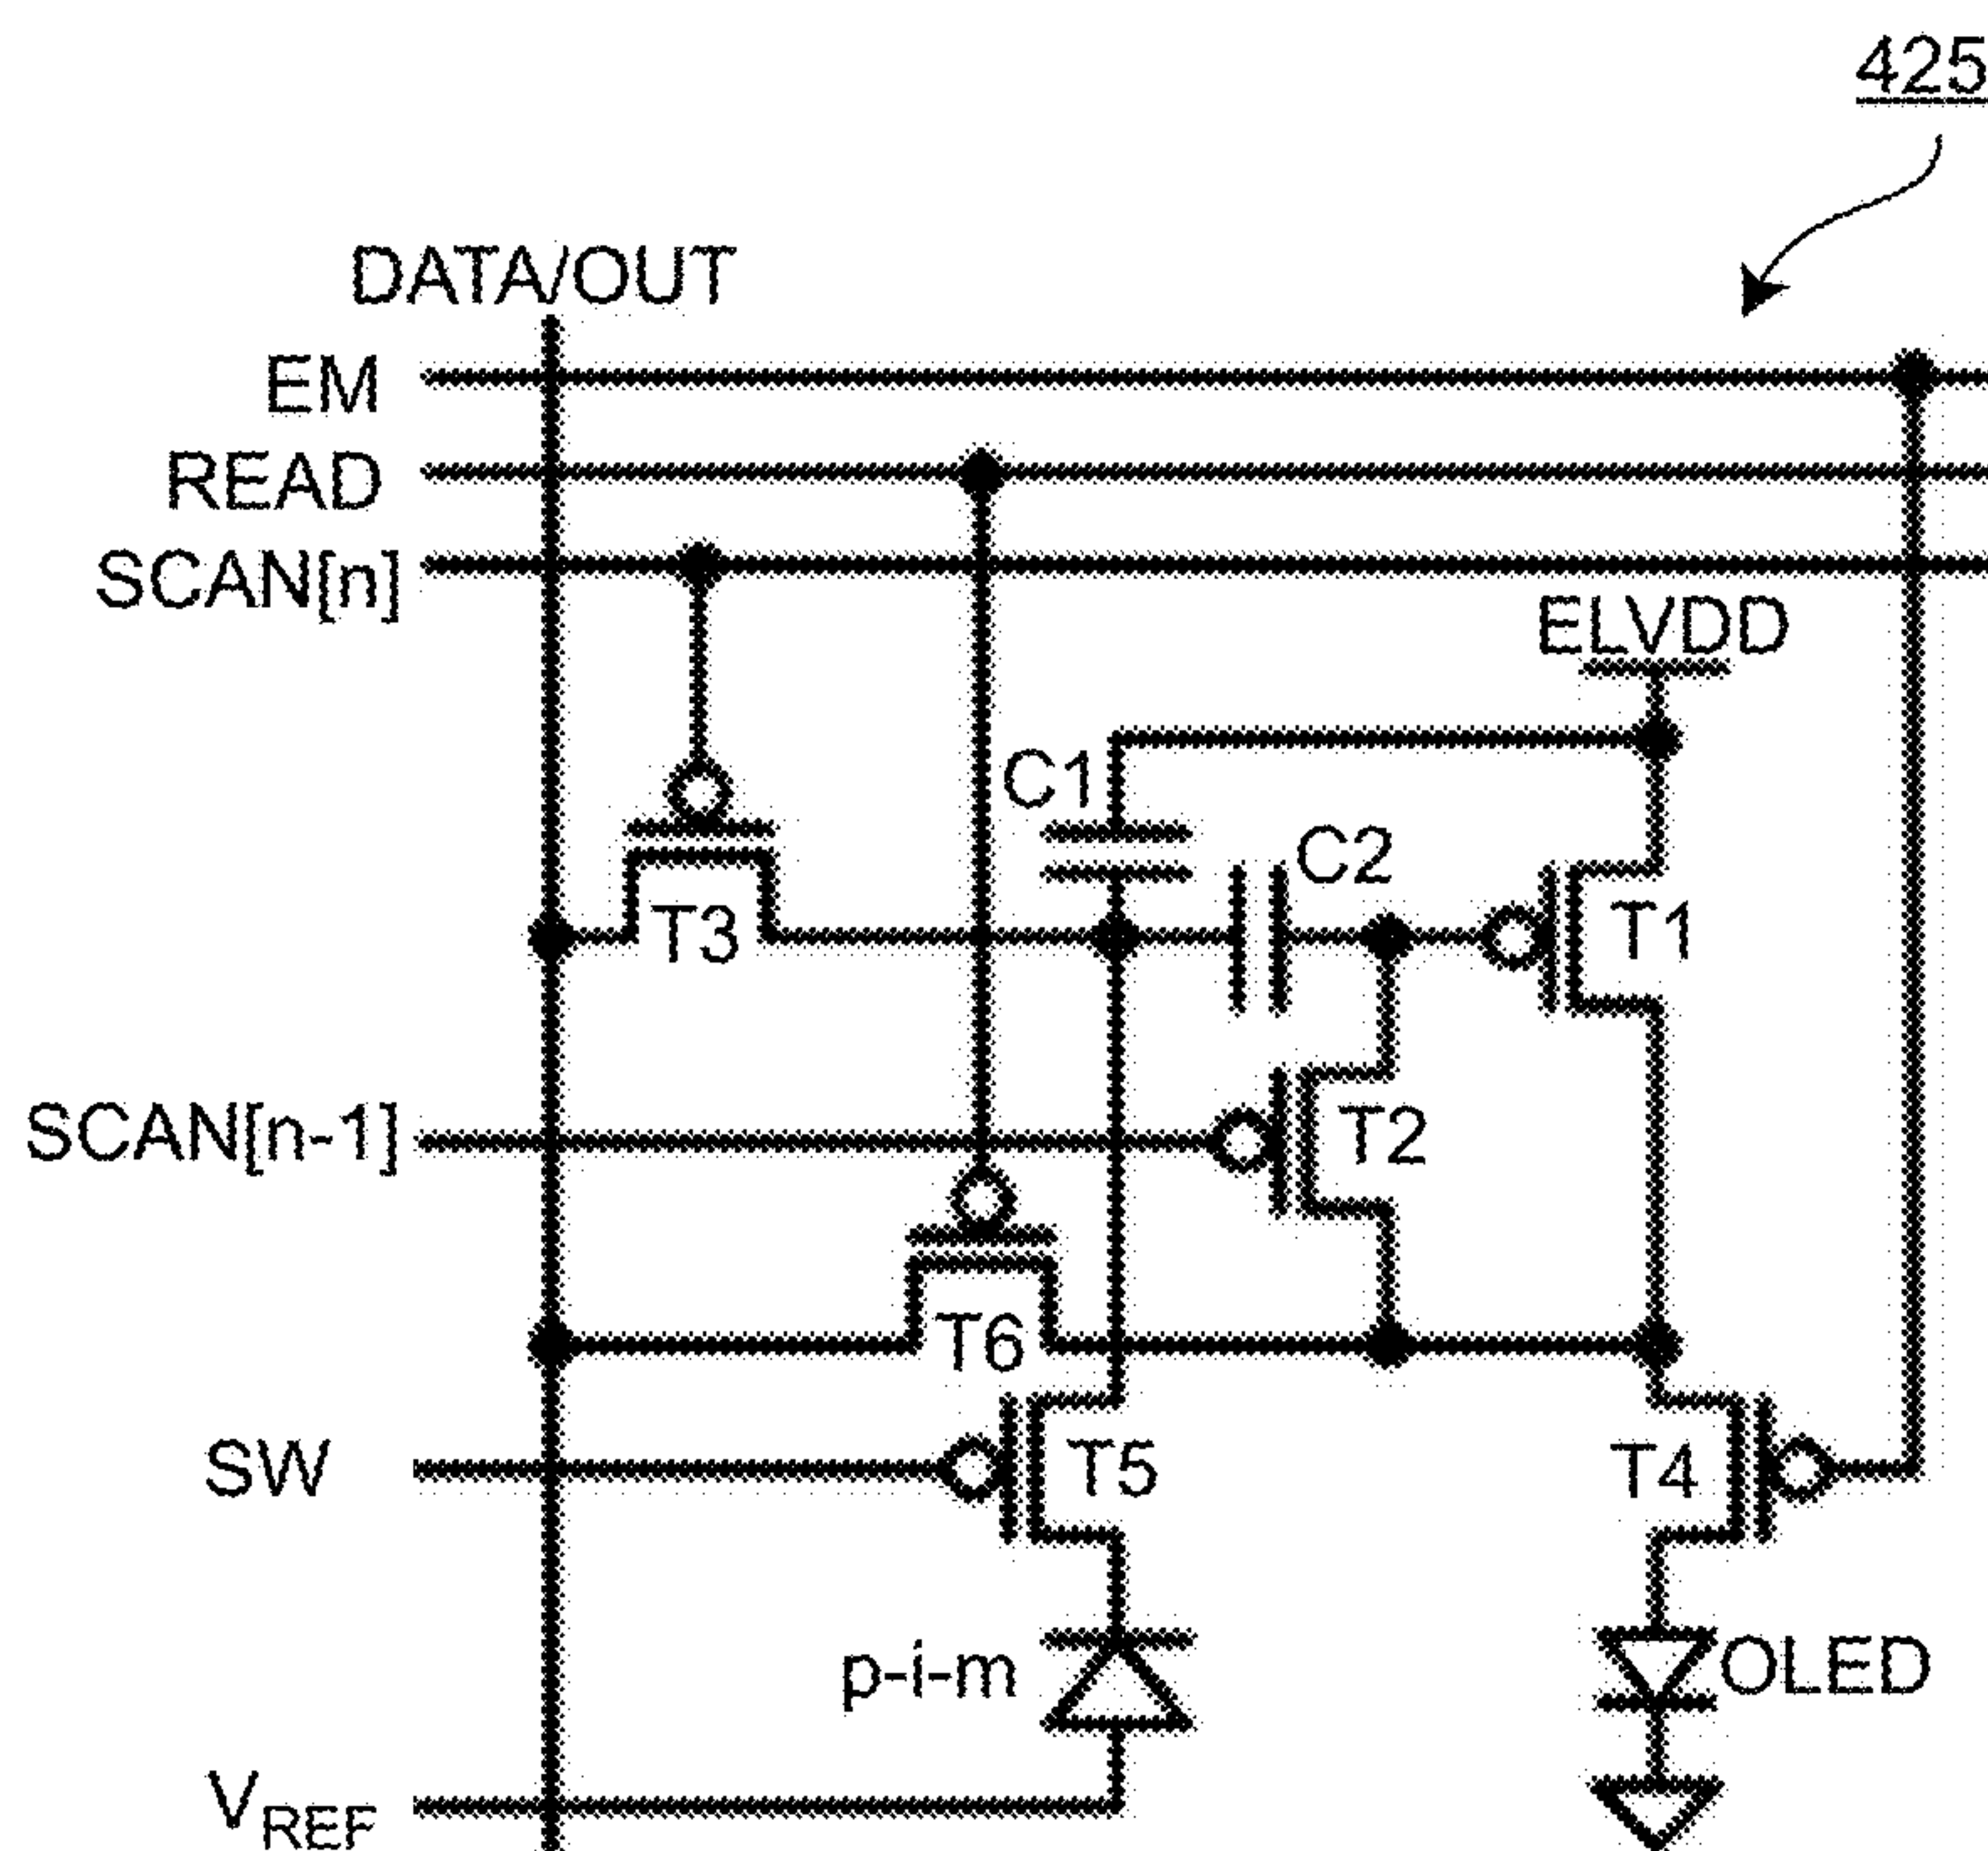 425
DATA/OUT
EM
READ
SCAN[n]
ELVDD
C1
C2
T3
T1
SCAN[n-1]
T2
T6
SW
T5
T4
p-i-m
OLED
VREF